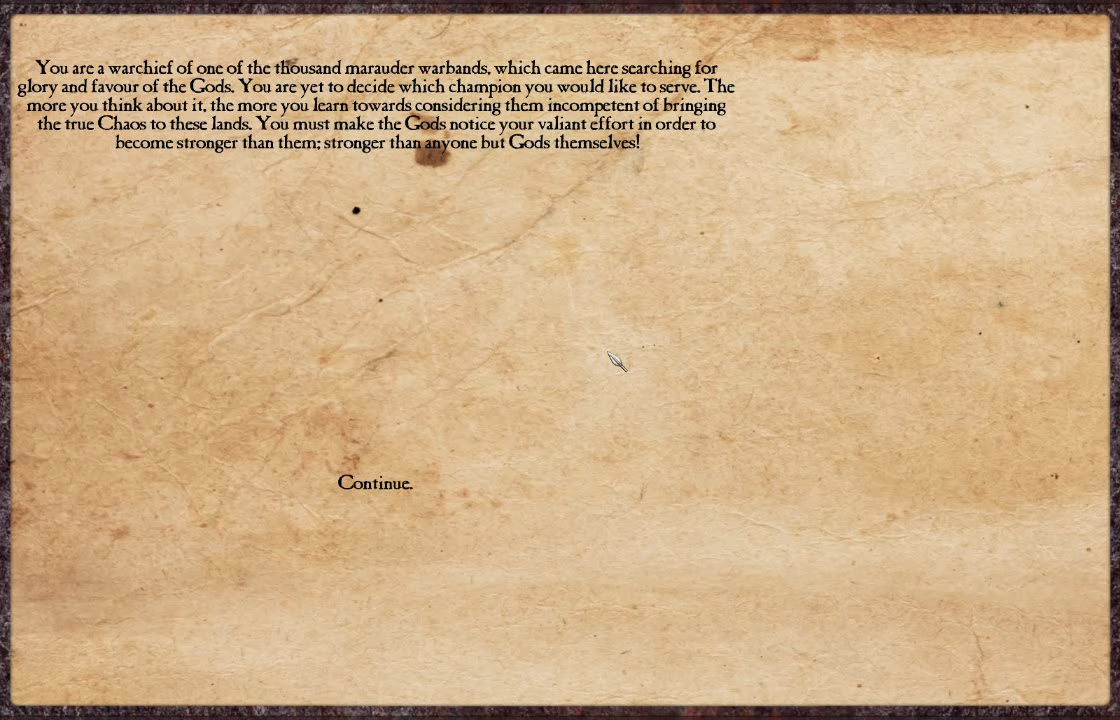 You are a warchief of one of the thousand marauder warbands, which came here searching for
glory and favour of the Gods. You are yet to decide which champion you would like to serve. The
more you think about it, the more you learn towards considering them incompetent of bringing
the true Chaos to these lands. You must make the Gods notice your valiant effort in order to
become stronger than them; stronger than anyone but Gods themselves!
Continue.